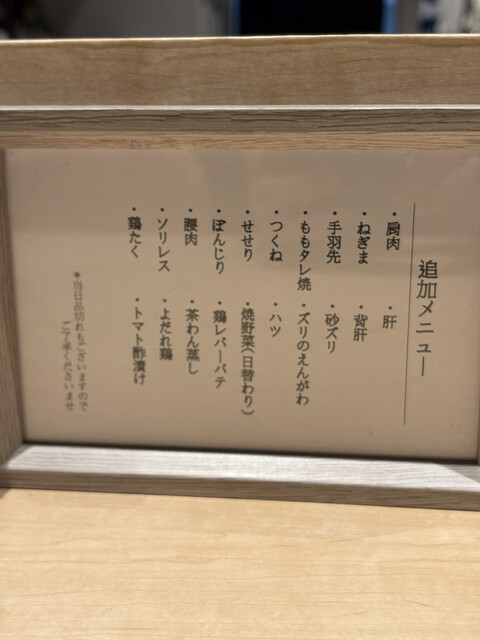 追加メニュー
・肩肉　・肝
・ねぎま　・背肝
・手羽先　・砂ズリ
・ももタレ焼　・ズリのえんがわ
・つくね　・ハツ
・せせり　・焼野菜(日替わり)
・ぼんじり　・鶏レバーパテ
・腰肉　・茶わん蒸し
・ソリレス　・よだれ鶏
・鶏たく　・トマト酢漬け
＊当日品切れもございますので
ご了承くださいませ